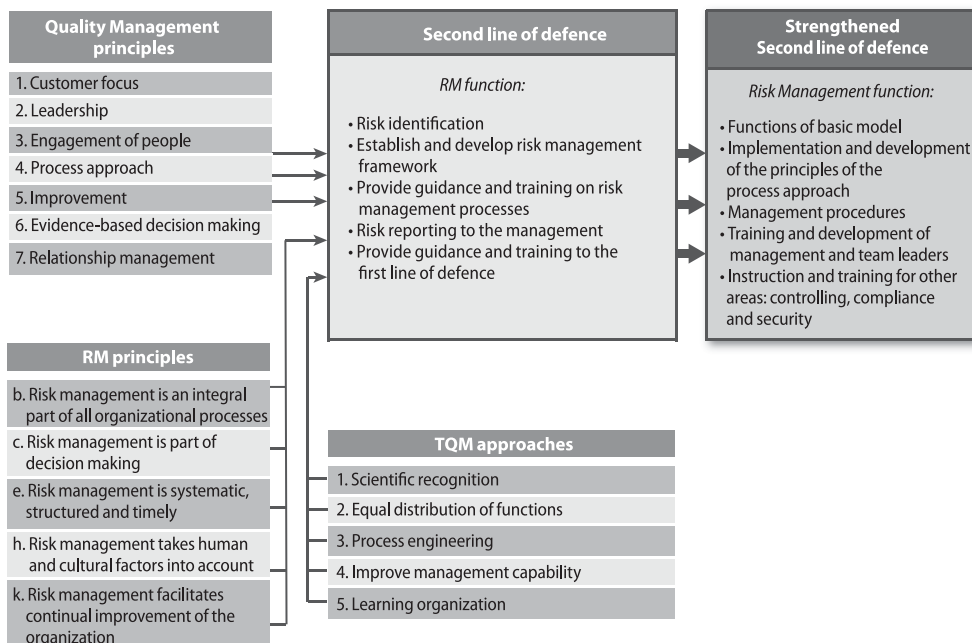 Quality Management
principles
1. Customer focus
2. Leadership
3. Engagement of people
4. Process approach
5. Improvement
6. Evidence-based decision making
7. Relationship management
RM principles
b. Risk management is an integral
part of all organizational processes
c. Risk management is part of
decision making
e. Risk management is systematic,
structured and timely
h. Risk management takes human
and cultural factors into account
k. Risk management facilitates
continual improvement of the
organization
Second line of defence
RM function:
• Risk identification
• Establish and develop risk management
framework
• Provide guidance and training on risk
management processes
• Risk reporting to the management
• Provide guidance and training to the
first line of defence
TQM approaches
1. Scientific recognition
2. Equal distribution of functions
3. Process engineering
4. Improve management capability
5. Learning organization
Strengthened
Second line of defence
Risk Management function:
• Functions of basic model
• Implementation and development
of the principles of the
process approach
• Management procedures
• Training and development of
management and team leaders
• Instruction and training for other
areas: controlling, compliance
and security